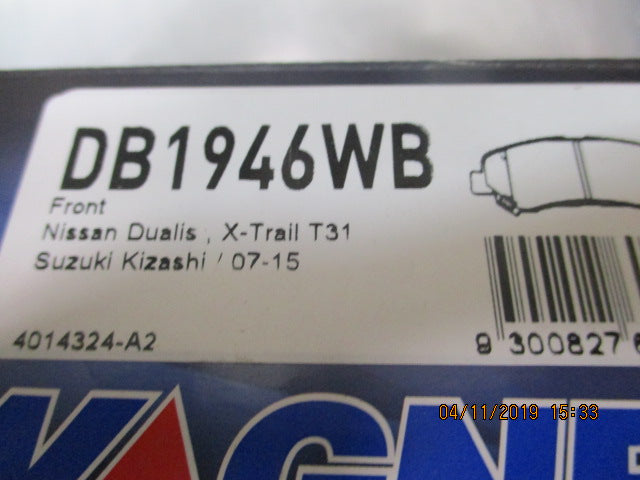 DB1946WB
Front
Nissan Dualis, X-Trail T31
Suzuki Kizashi / 07-15
4014324-A2
9 300827
04/11/2019 15:33